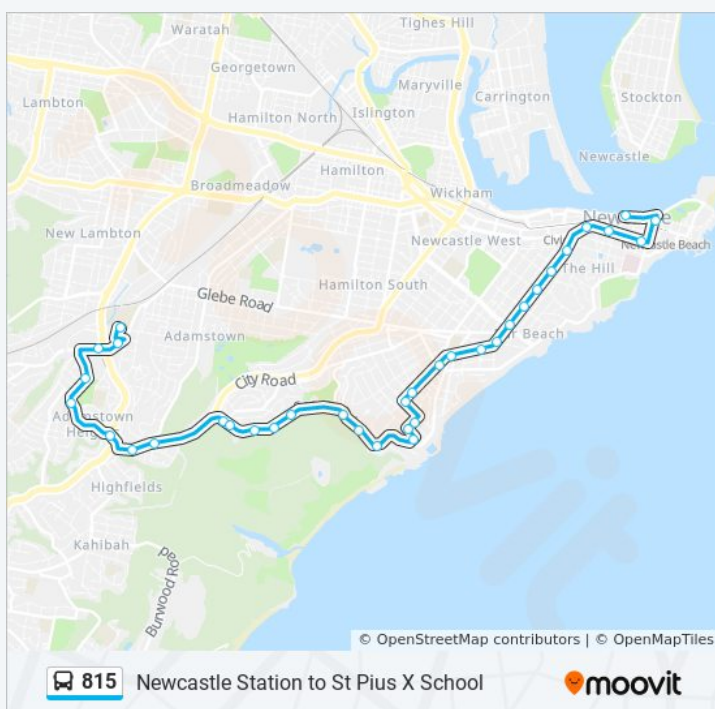 Tighes Hill
Waratah
Georgetown
Maryville
Carrington
Stockton
Lambton
Hamilton North
Islington
Newcastle
Hamilton
Broadmeadow
Wickham
New Lambton
Newcastle West
Civi
Newcastle Beach
The Hill
Hamilton South
Glebe Road
Adamstown
Beach
City Road
Highfields
Kahibah
Burwood Road
© OpenStreetMap contributors | © OpenMapTiles
815 Newcastle Station to St Pius X School
moovit